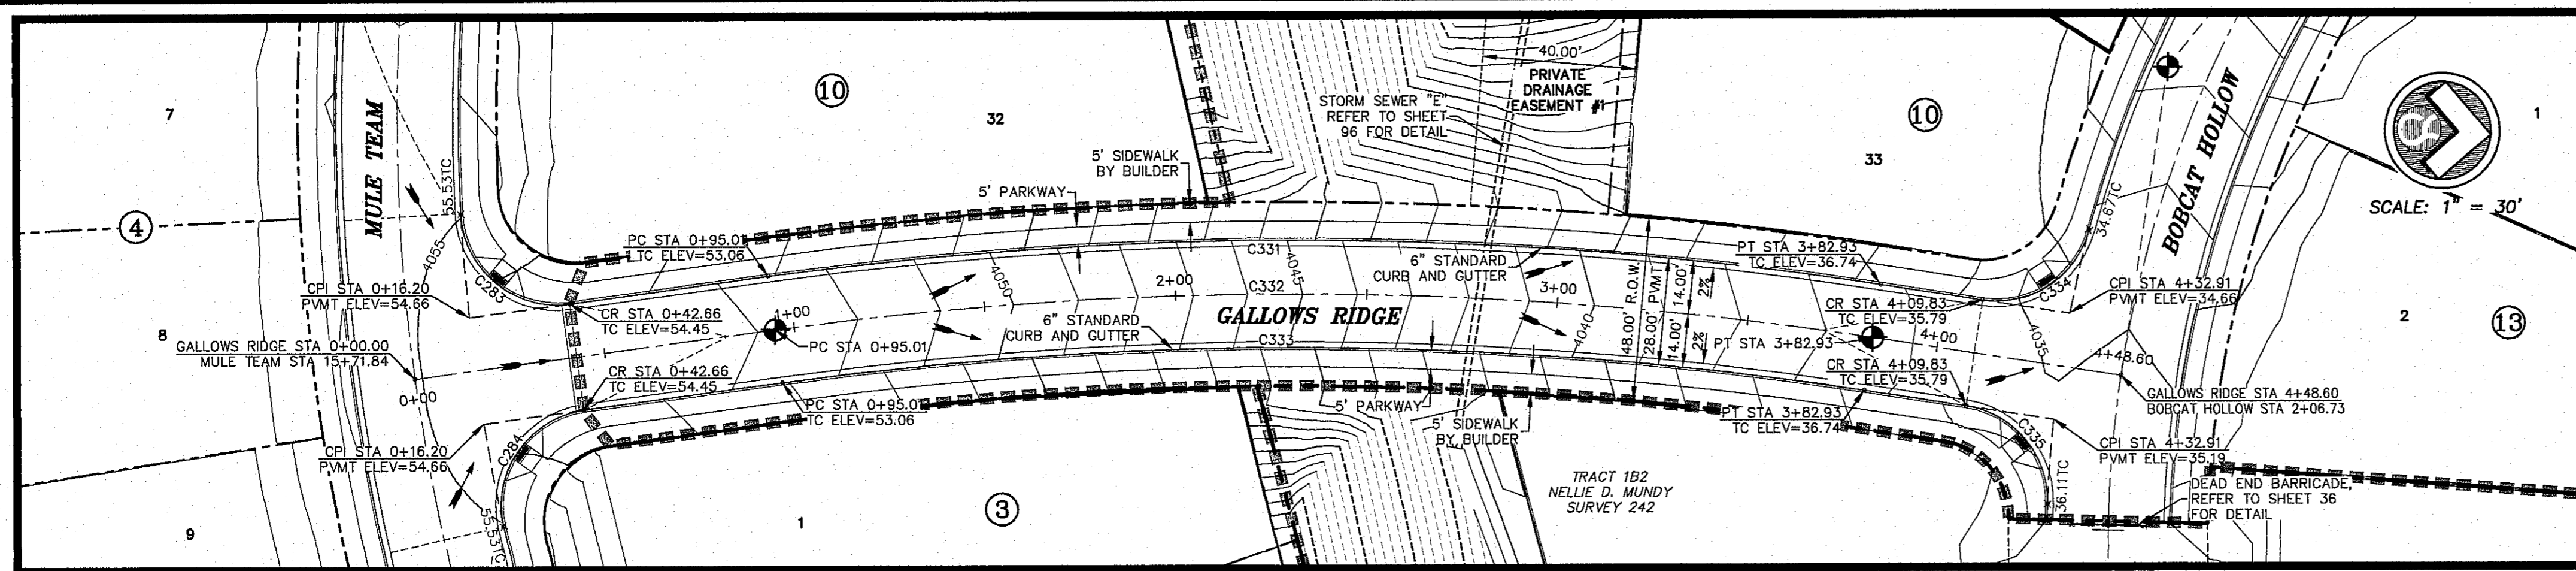 7
MULE TEAM
10
32
40.00'
PRIVATE
DRAINAGE
EASEMENT #1
STORM SEWER "E"
REFER TO SHEET
96 FOR DETAIL
10
33
BOBCAT HOLLOW
1
SCALE: 1" = 30'
5' SIDEWALK
BY BUILDER
5' PARKWAY
55.53TC
34.67TC
4
4055
PC STA 0+95.01
TC ELEV=53.06
C331
4050
4045
6" STANDARD
CURB AND GUTTER
PT STA 3+82.93
TC ELEV=36.74
C283
C334
CPI STA 0+16.20
PVMT ELEV=54.66
CPI STA 4+32.91
PVMT ELEV=34.66
2+00
C332
3+00
48.00' R.O.W.
28.00' PVMT
14.00'
2%
14.00'
2%
CR STA 0+42.66
TC ELEV=54.45
1+00
6" STANDARD
CURB AND GUTTER
GALLOWS RIDGE
4040
CR STA 4+09.83
TC ELEV=35.79
4+00
4035
2
13
8
GALLOWS RIDGE STA 0+00.00
MULE TEAM STA 15+71.84
PC STA 0+95.01
C333
PT STA 3+82.93
4+48.60
0+00
CR STA 0+42.66
TC ELEV=54.45
CR STA 4+09.83
TC ELEV=35.79
GALLOWS RIDGE STA 4+48.60
BOBCAT HOLLOW STA 2+06.73
PC STA 0+95.01
TC ELEV=53.06
5' PARKWAY
5' SIDEWALK
BY BUILDER
PT STA 3+82.93
TC ELEV=36.74
C284
C335
CPI STA 0+16.20
PVMT ELEV=54.66
CPI STA 4+32.91
PVMT ELEV=35.19
36.11TC
DEAD END BARRICADE,
REFER TO SHEET 36
FOR DETAIL
TRACT 1B2
NELLIE D. MUNDY
SURVEY 242
55.53TC
9
1
3